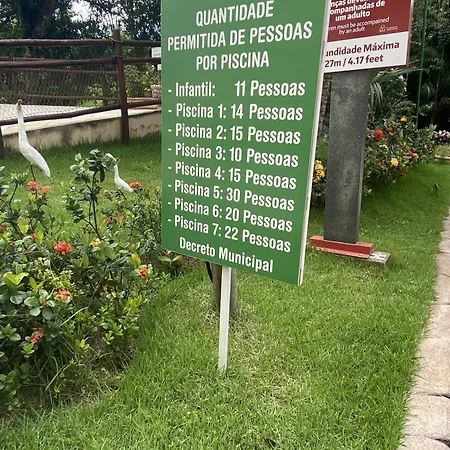 QUANTIDADE
PERMITIDA DE PESSOAS
POR PISCINA
- Infantil: 11 Pessoas
- Piscina 1: 14 Pessoas
- Piscina 2: 15 Pessoas
- Piscina 3: 10 Pessoas
- Piscina 4: 15 Pessoas
- Piscina 5: 30 Pessoas
- Piscina 6: 20 Pessoas
- Piscina 7: 22 Pessoas
Decreto Municipal
acompanhadas de
um adulto
must be accompanied
by an adult
undidade Máxima
27m / 4.17 feet